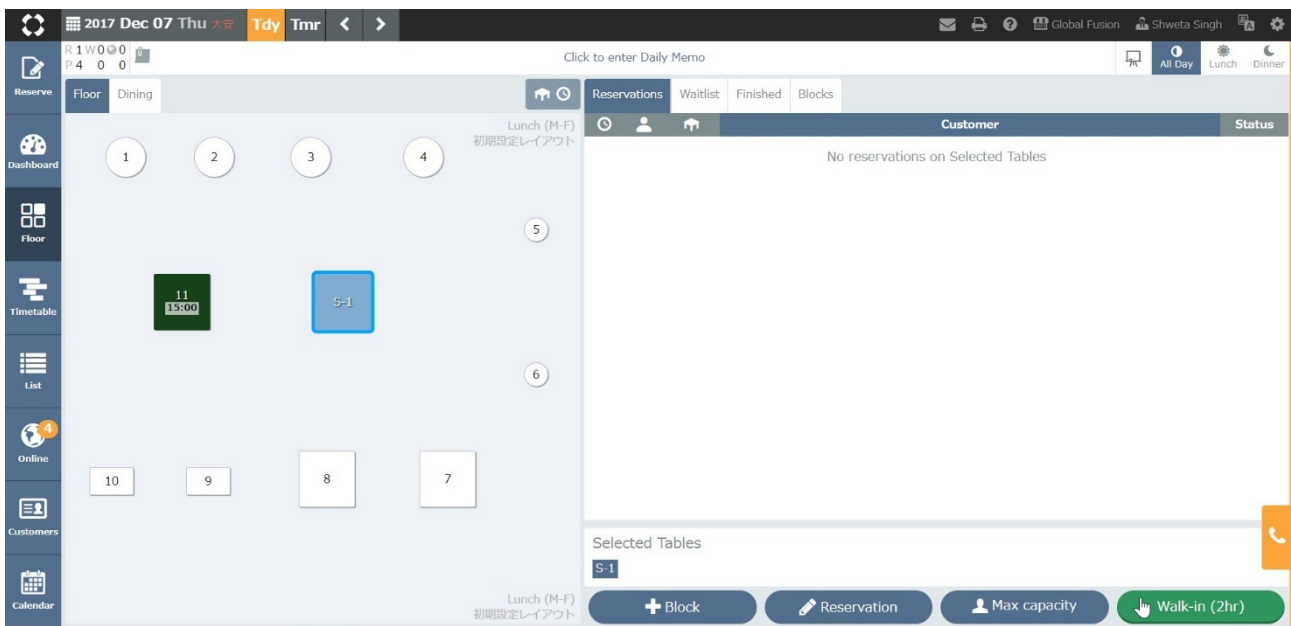 2017 Dec 07 Thu 大安 Tdy Tmr
Global Fusion Shweta Singh
R 1 W 0 0 0
P 4 0 0
Click to enter Daily Memo
All Day Lunch Dinner
Reserve
Dashboard
Floor
Timetable
List
Online 4
Customers
Calendar
Floor Dining
Lunch (M-F)
初期設定レイアウト
1 2 3 4
5
11
15:00
S-1
6
10 9 8 7
Lunch (M-F)
初期設定レイアウト
Reservations Waitlist Finished Blocks
Customer Status
No reservations on Selected Tables
Selected Tables
S-1
Block Reservation Max capacity Walk-in (2hr)